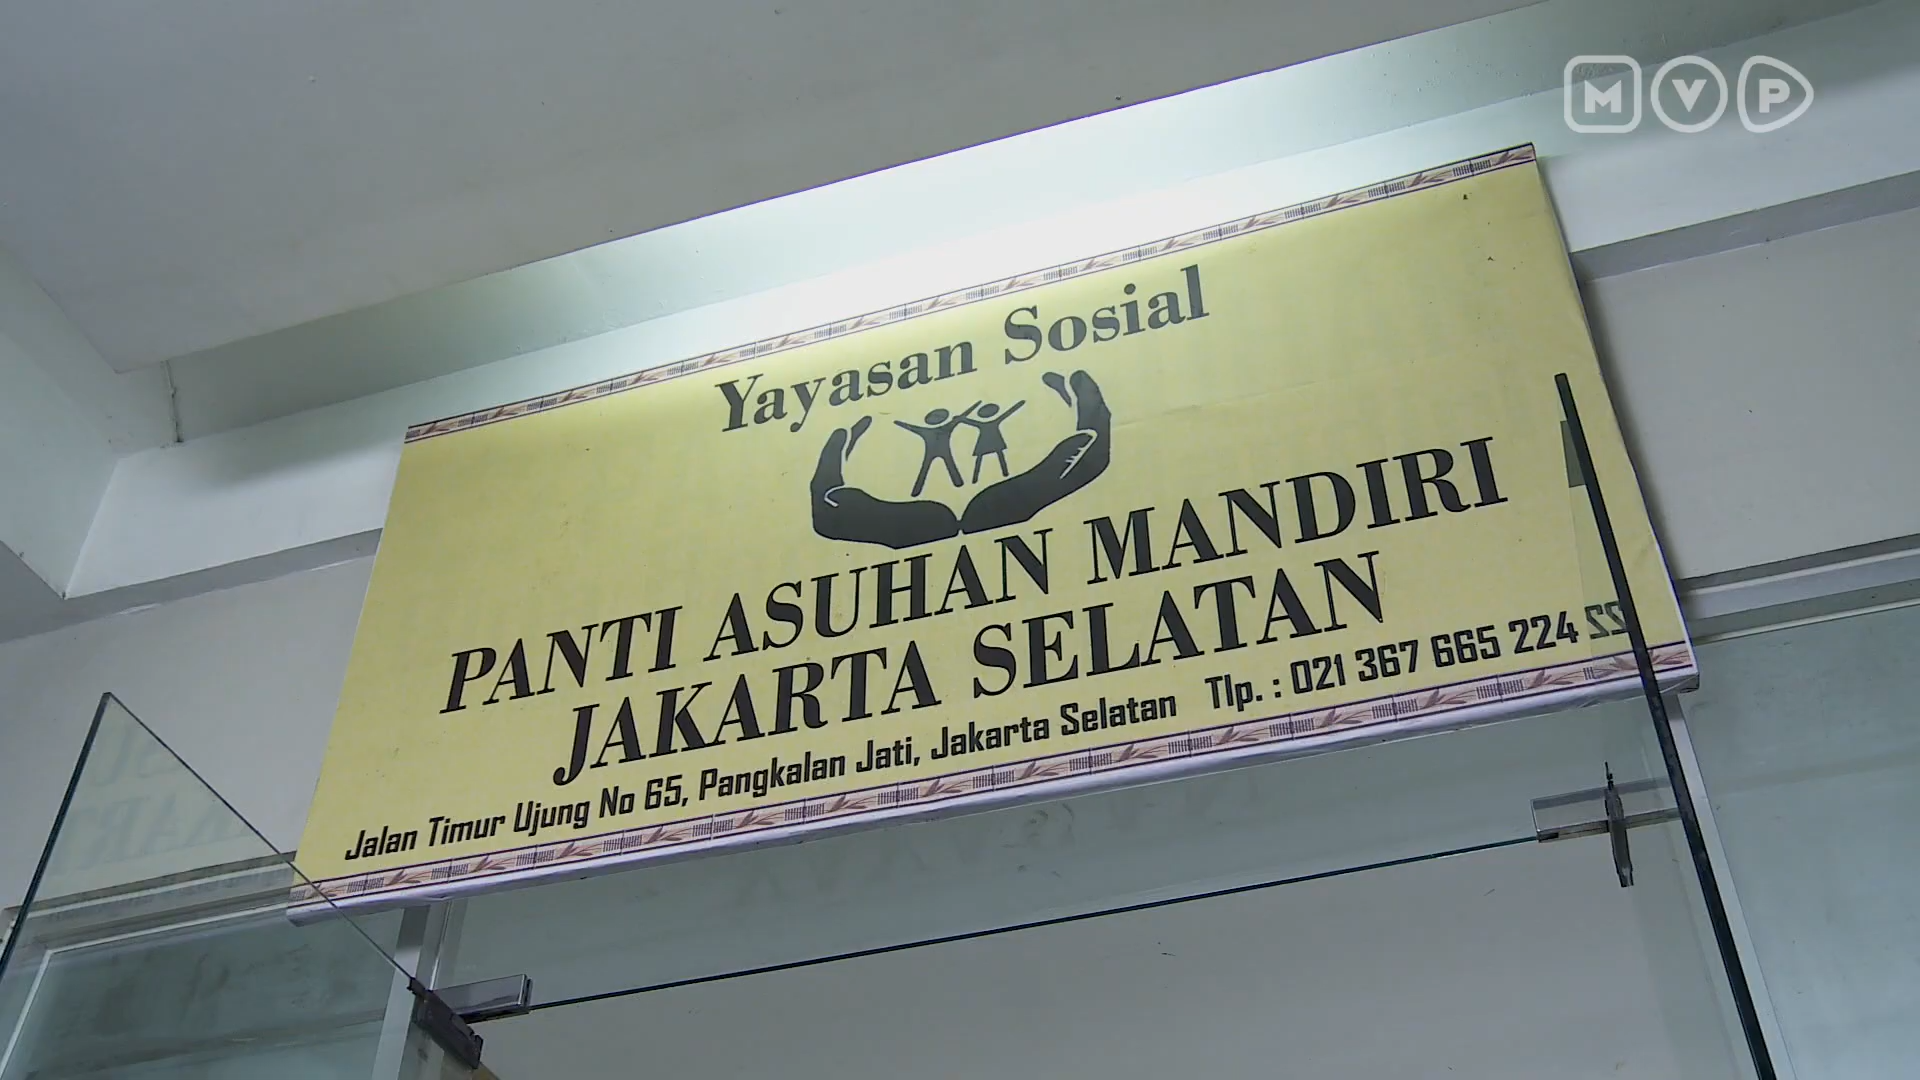 MVP
Yayasan Sosial
PANTI ASUHAN MANDIRI
JAKARTA SELATAN
Jalan Timur Ujung No 65, Pangkalan Jati, Jakarta Selatan Tlp. : 021 367 665 224